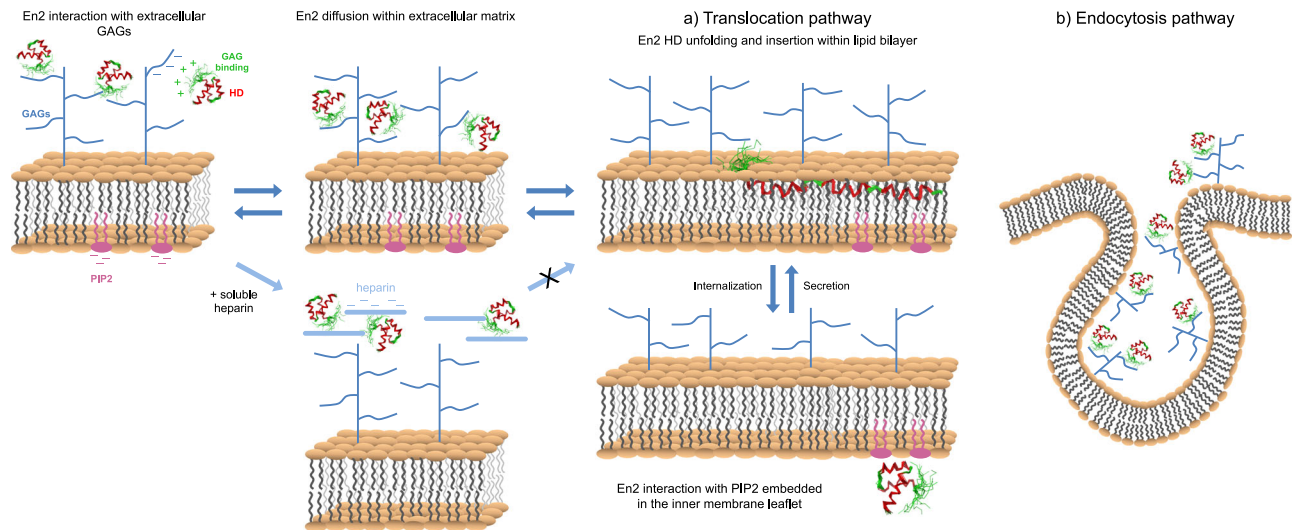 En2 interaction with extracellular
GAGs
En2 diffusion within extracellular matrix
a) Translocation pathway
En2 HD unfolding and insertion within lipid bilayer
b) Endocytosis pathway
GAG
binding
HD
GAGs
PIP2
+ soluble
heparin
heparin
X
Internalization
Secretion
En2 interaction with PIP2 embedded
in the inner membrane leaflet